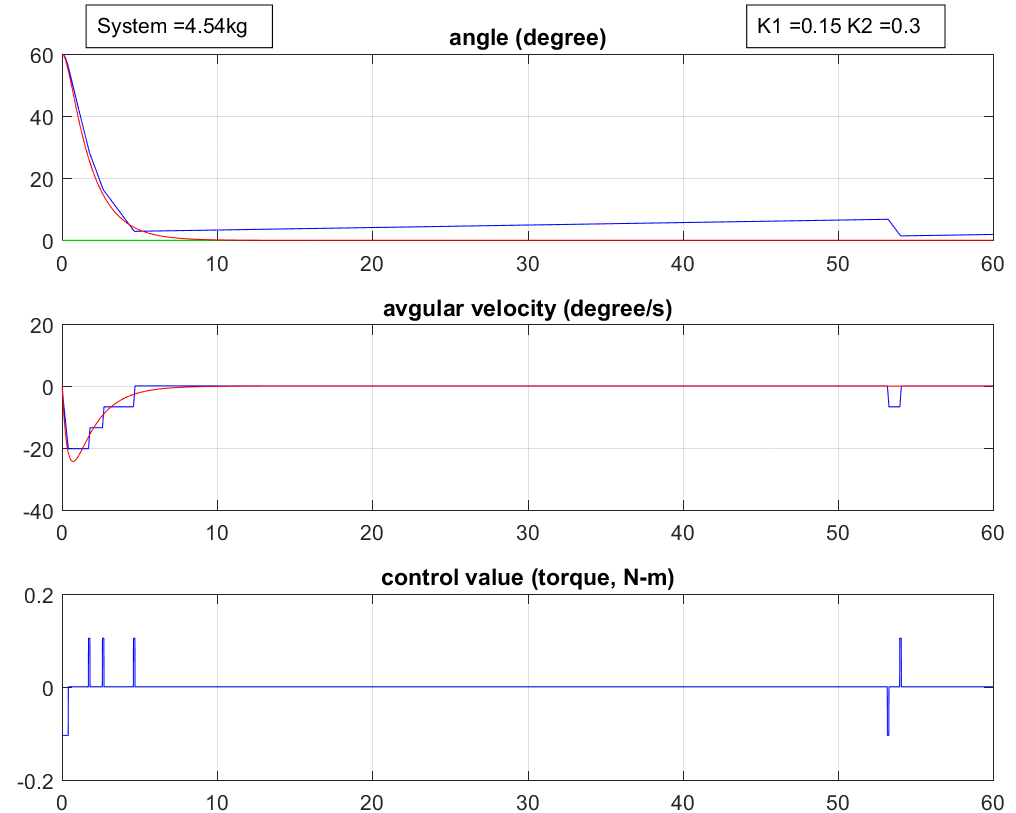 System =4.54kg
K1 =0.15 K2 =0.3
angle (degree)
60
40
20
0
0 10 20 30 40 50 60
avgular velocity (degree/s)
20
0
-20
-40
0 10 20 30 40 50 60
control value (torque, N-m)
0.2
0
-0.2
0 10 20 30 40 50 60